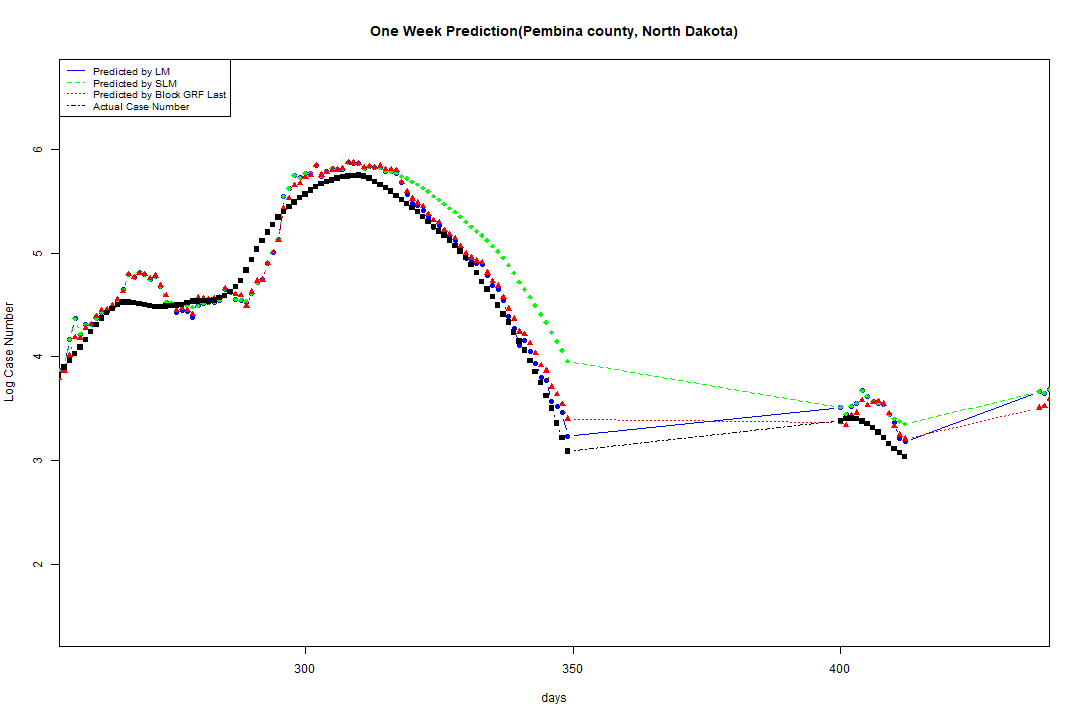 One Week Prediction(Pembina county, North Dakota)
Predicted by LM
Predicted by SLM
Predicted by Block GRF Last
Actual Case Number
Log Case Number
6
5
4
3
2
300
350
400
days